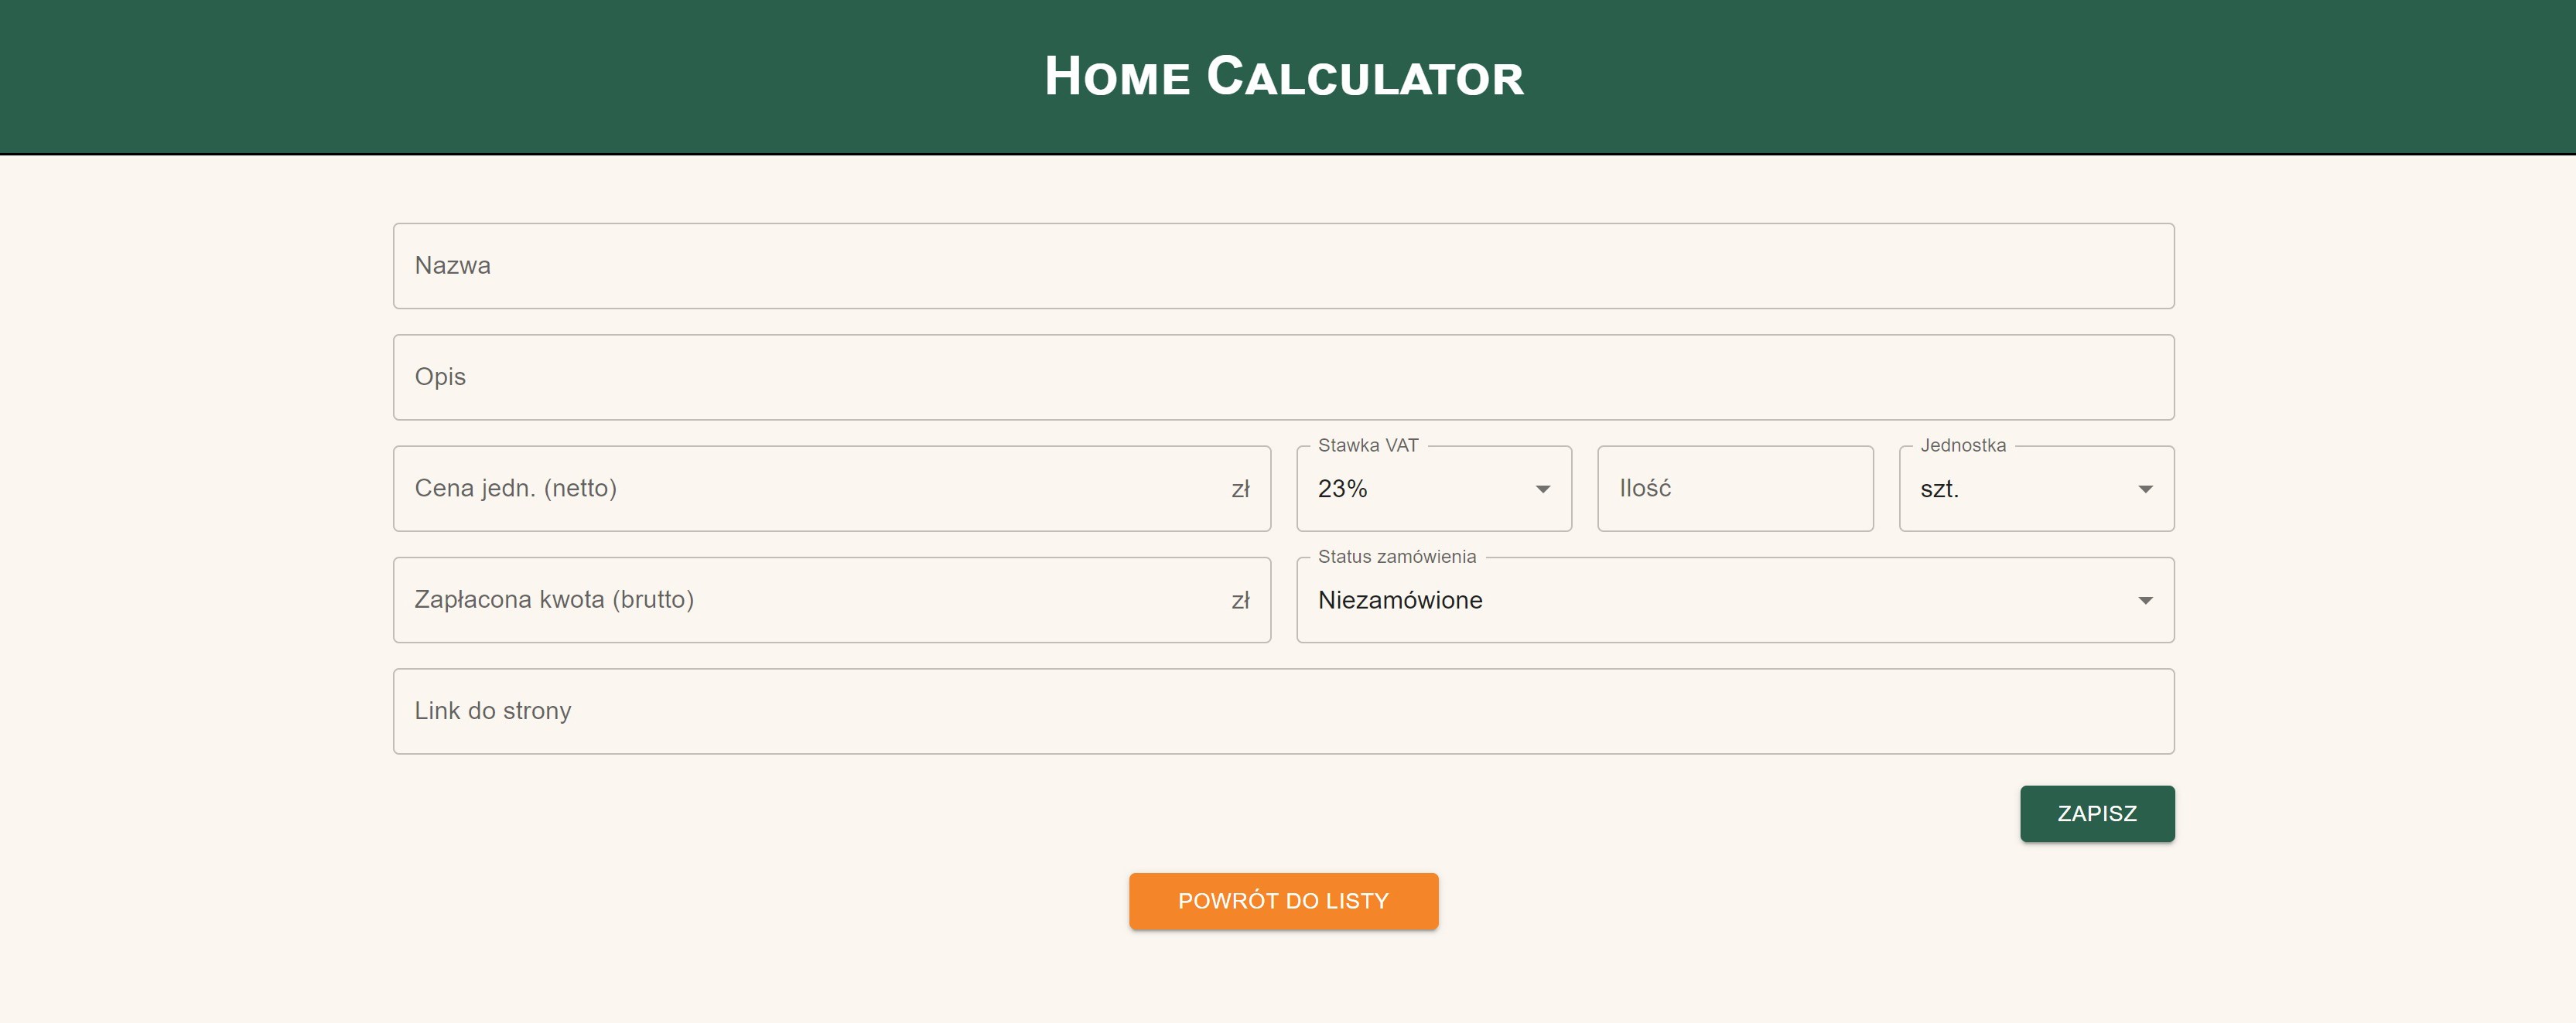 Home Calculator
Nazwa
Opis
Cena jedn. (netto) zł
Stawka VAT
23%
Ilość
Jednostka
szt.
Zapłacona kwota (brutto) zł
Status zamówienia
Niezamówione
Link do strony
ZAPISZ
POWRÓT DO LISTY